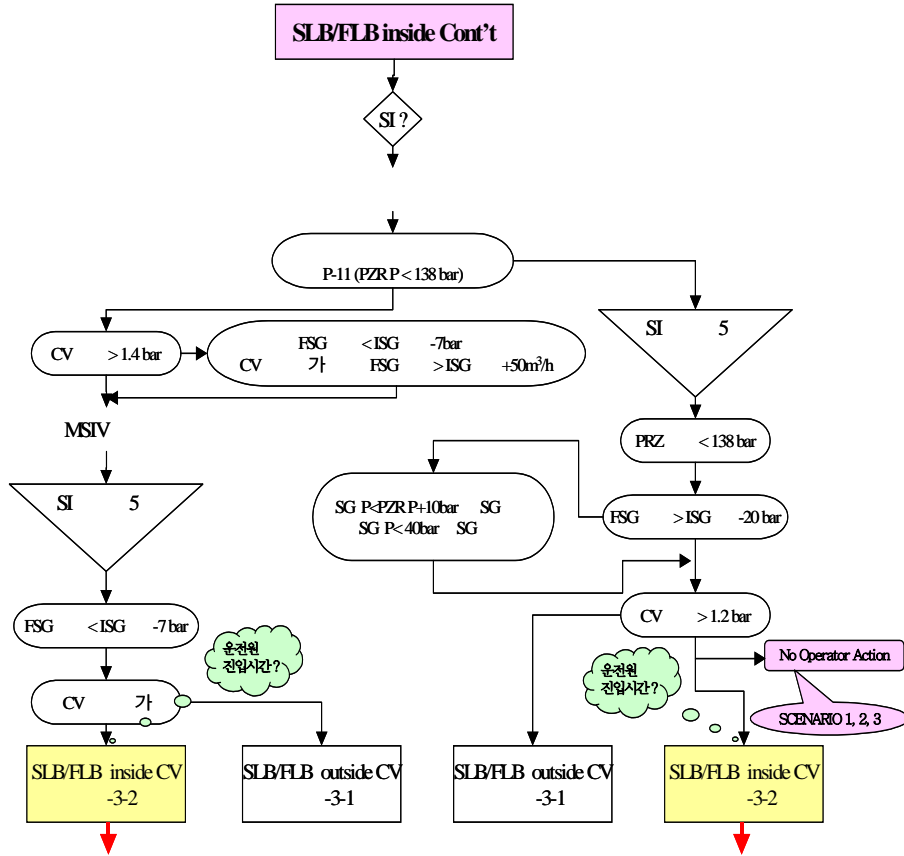 SLB/FLB inside Cont't
SI ?
P-11 (PZR P < 138 bar)
CV > 1.4 bar
FSG < ISG -7bar
CV 가 FSG > ISG +50m³/h
SI 5
MSIV
PRZ < 138 bar
SI 5
SG P<PZR P+10bar SG
SG P< 40bar SG
FSG > ISG -20 bar
FSG < ISG -7 bar
CV > 1.2 bar
운전원
진입시간?
운전원
진입시간?
No Operator Action
CV 가
SCENARIO 1, 2, 3
SLB/FLB inside CV
-3-2
SLB/FLB outside CV
-3-1
SLB/FLB outside CV
-3-1
SLB/FLB inside CV
-3-2